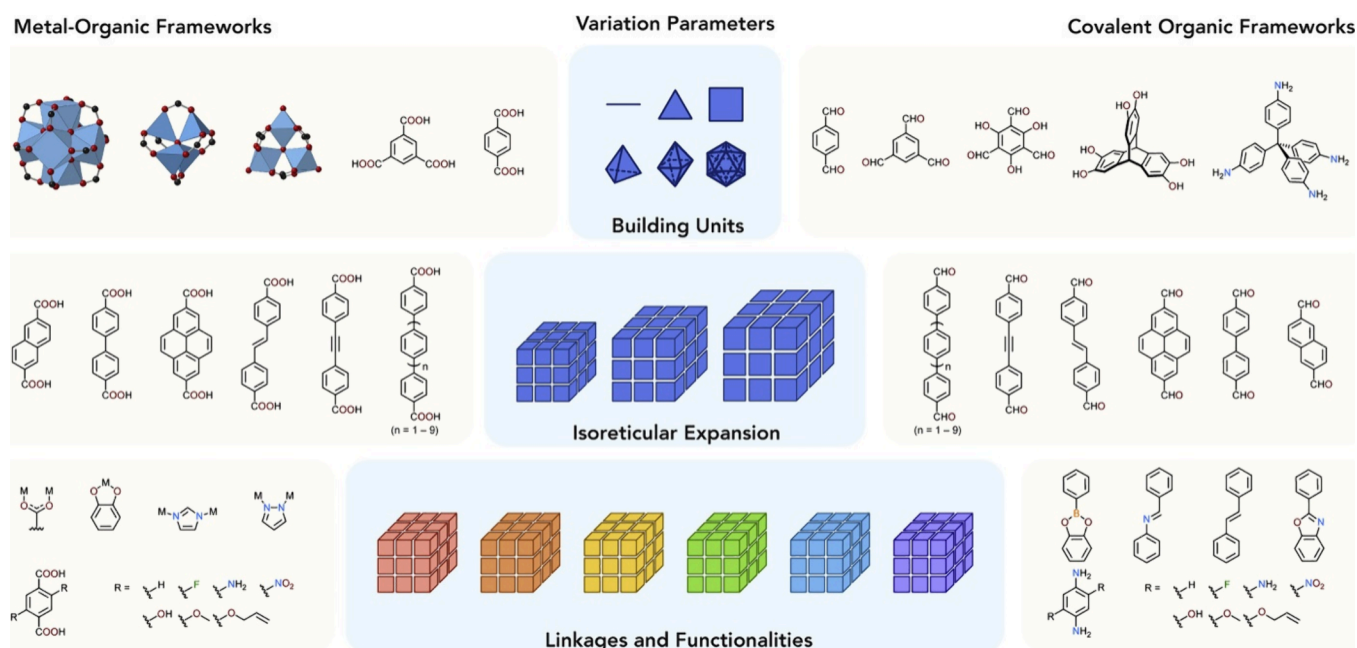 Metal-Organic Frameworks
Variation Parameters
Covalent Organic Frameworks
COOH
HOOC
COOH
COOH
COOH
Building Units
CHO
CHO
CHO
OHC
CHO
CHO
HO
OH
OHC
CHO
OH
OH
HO
HO
HO
OH
OH
NH2
H2N
NH2
NH2
COOH
COOH
COOH
COOH
COOH
COOH
COOH
COOH
COOH
COOH
COOH
n
COOH
(n = 1 – 9)
Isoreticular Expansion
CHO
n
CHO
(n = 1 – 9)
CHO
CHO
CHO
CHO
CHO
CHO
CHO
CHO
CHO
CHO
M M
O O
M
O O
M N N M
M M
N N
COOH
R
R
COOH
R = H F NH2 NO2
OH O O
Linkages and Functionalities
B
O O
N
O N
NH2
R
R
NH2
R = H F NH2 NO2
OH O O